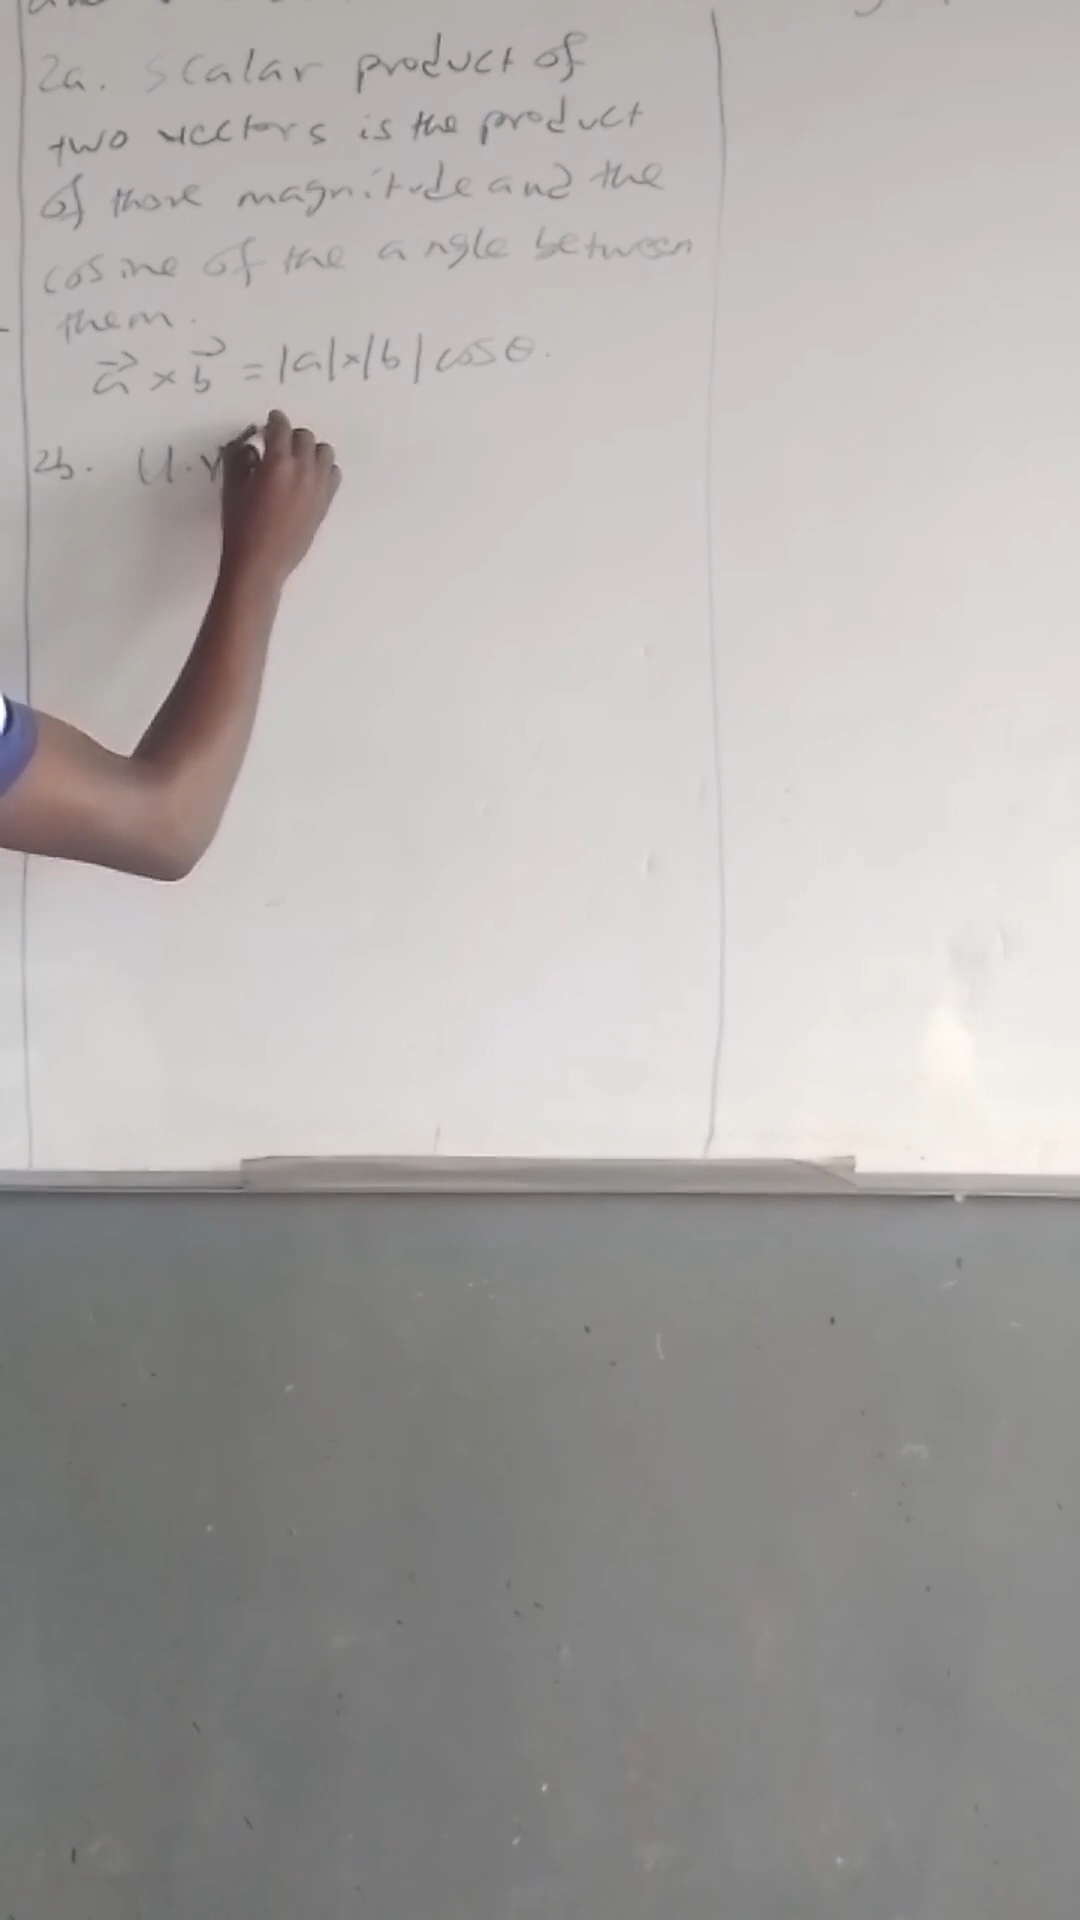 2a. Scalar product of
two vectors is the product
of those magnitude and the
cosine of the angle between
them.
a⃗ × b⃗ = |a|×|b| cos θ.
2b. U.V